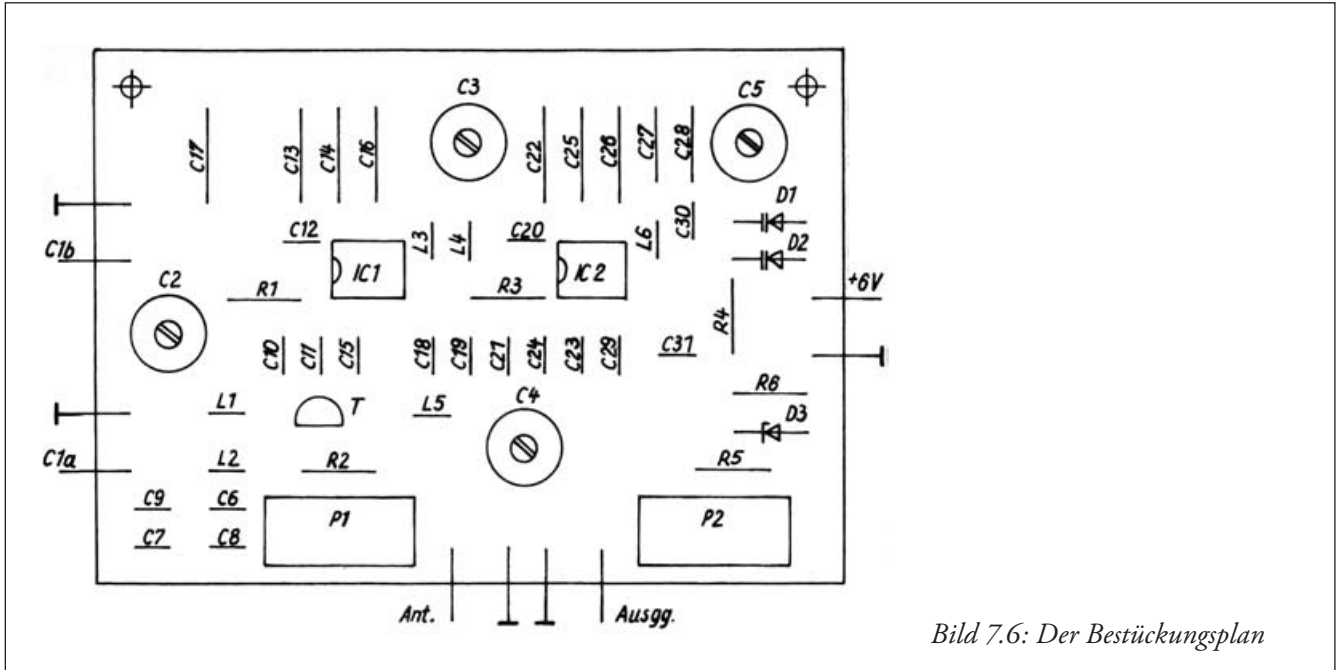 C3
C5
C17
C13
C14
C16
C22
C25
C26
C27
C28
D1
C1b
C12
L3
L4
C20
L6
C30
D2
IC1
IC2
C2
R1
R3
+6V
R4
C10
C11
C15
C18
C19
C21
C24
C23
C29
C31
R6
L1
T
L5
C4
D3
C1a
L2
R2
R5
C9
C6
P1
P2
C7
C8
Ant.
Ausgg.
Bild 7.6: Der Bestückungsplan